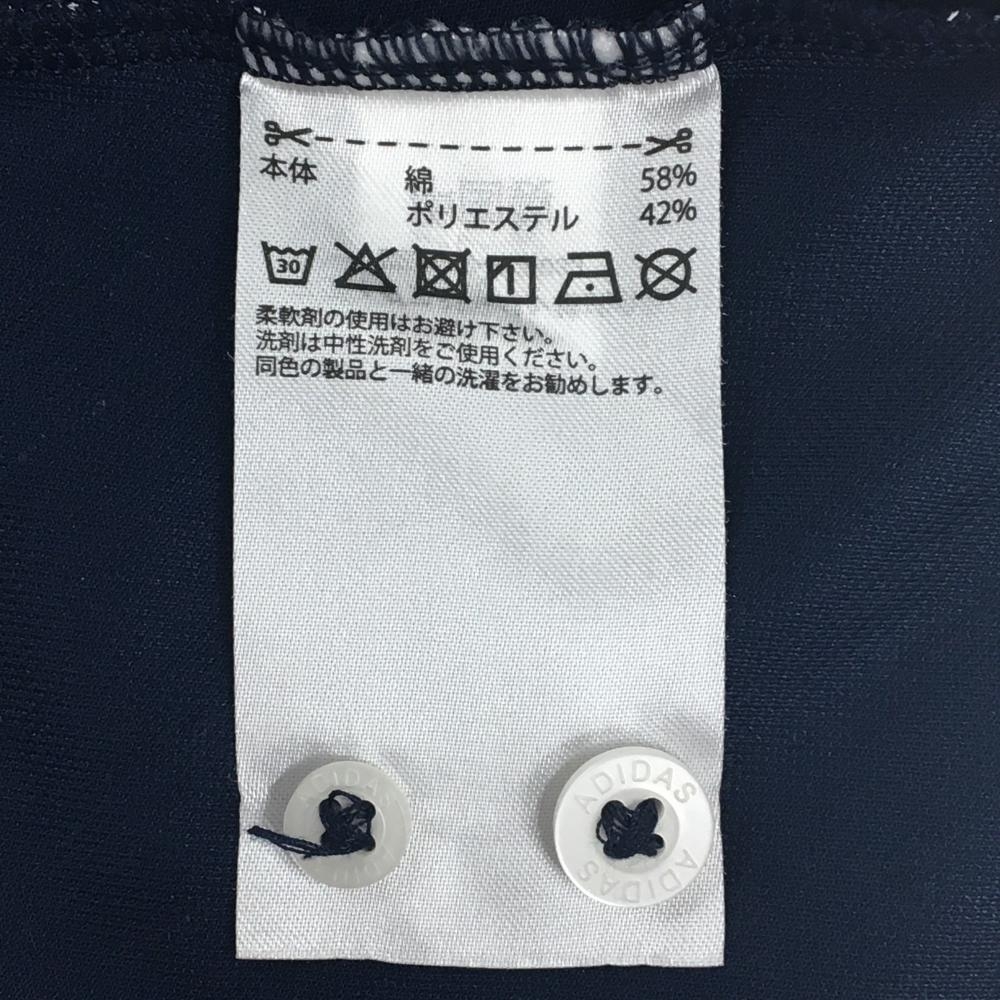 本体 綿 58%
ポリエステル 42%
30
柔軟剤の使用はお避け下さい。
洗剤は中性洗剤をご使用ください。
同色の製品と一緒の洗濯をお勧めします。
ADIDAS ADIDAS
ADIDAS ADIDAS